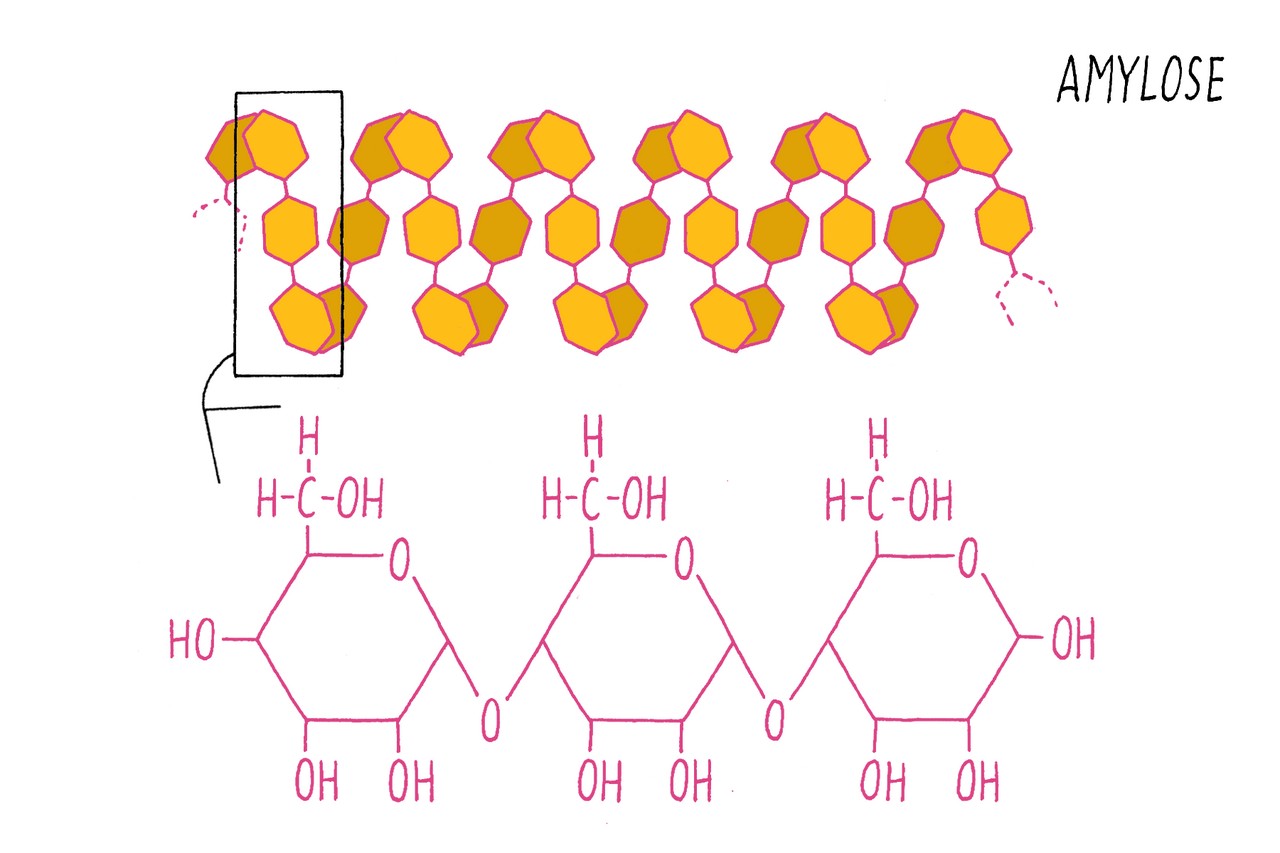 AMYLOSE
H H H
H-C-OH H-C-OH H-C-OH
O O O
HO OH
O O
OH OH OH OH OH OH